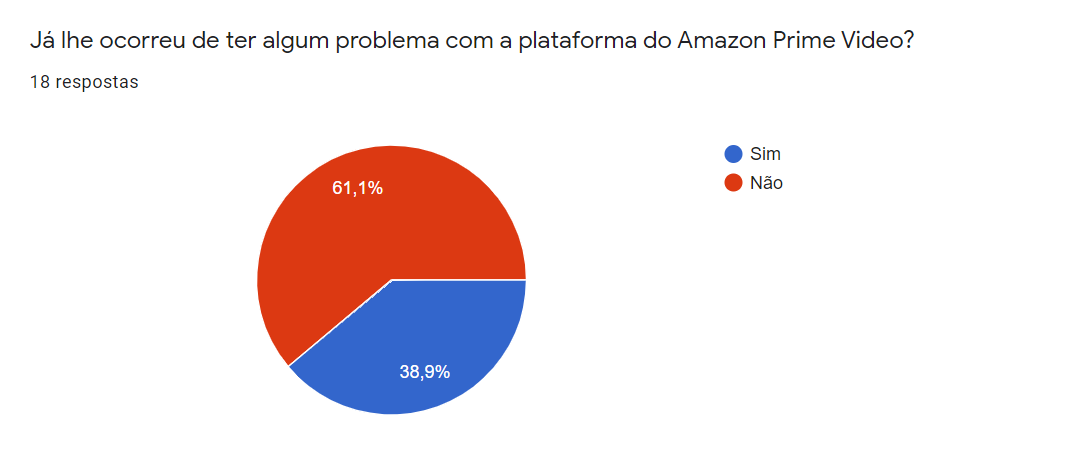 Já lhe ocorreu de ter algum problema com a plataforma do Amazon Prime Video?
18 respostas
Sim
Não
61,1%
38,9%